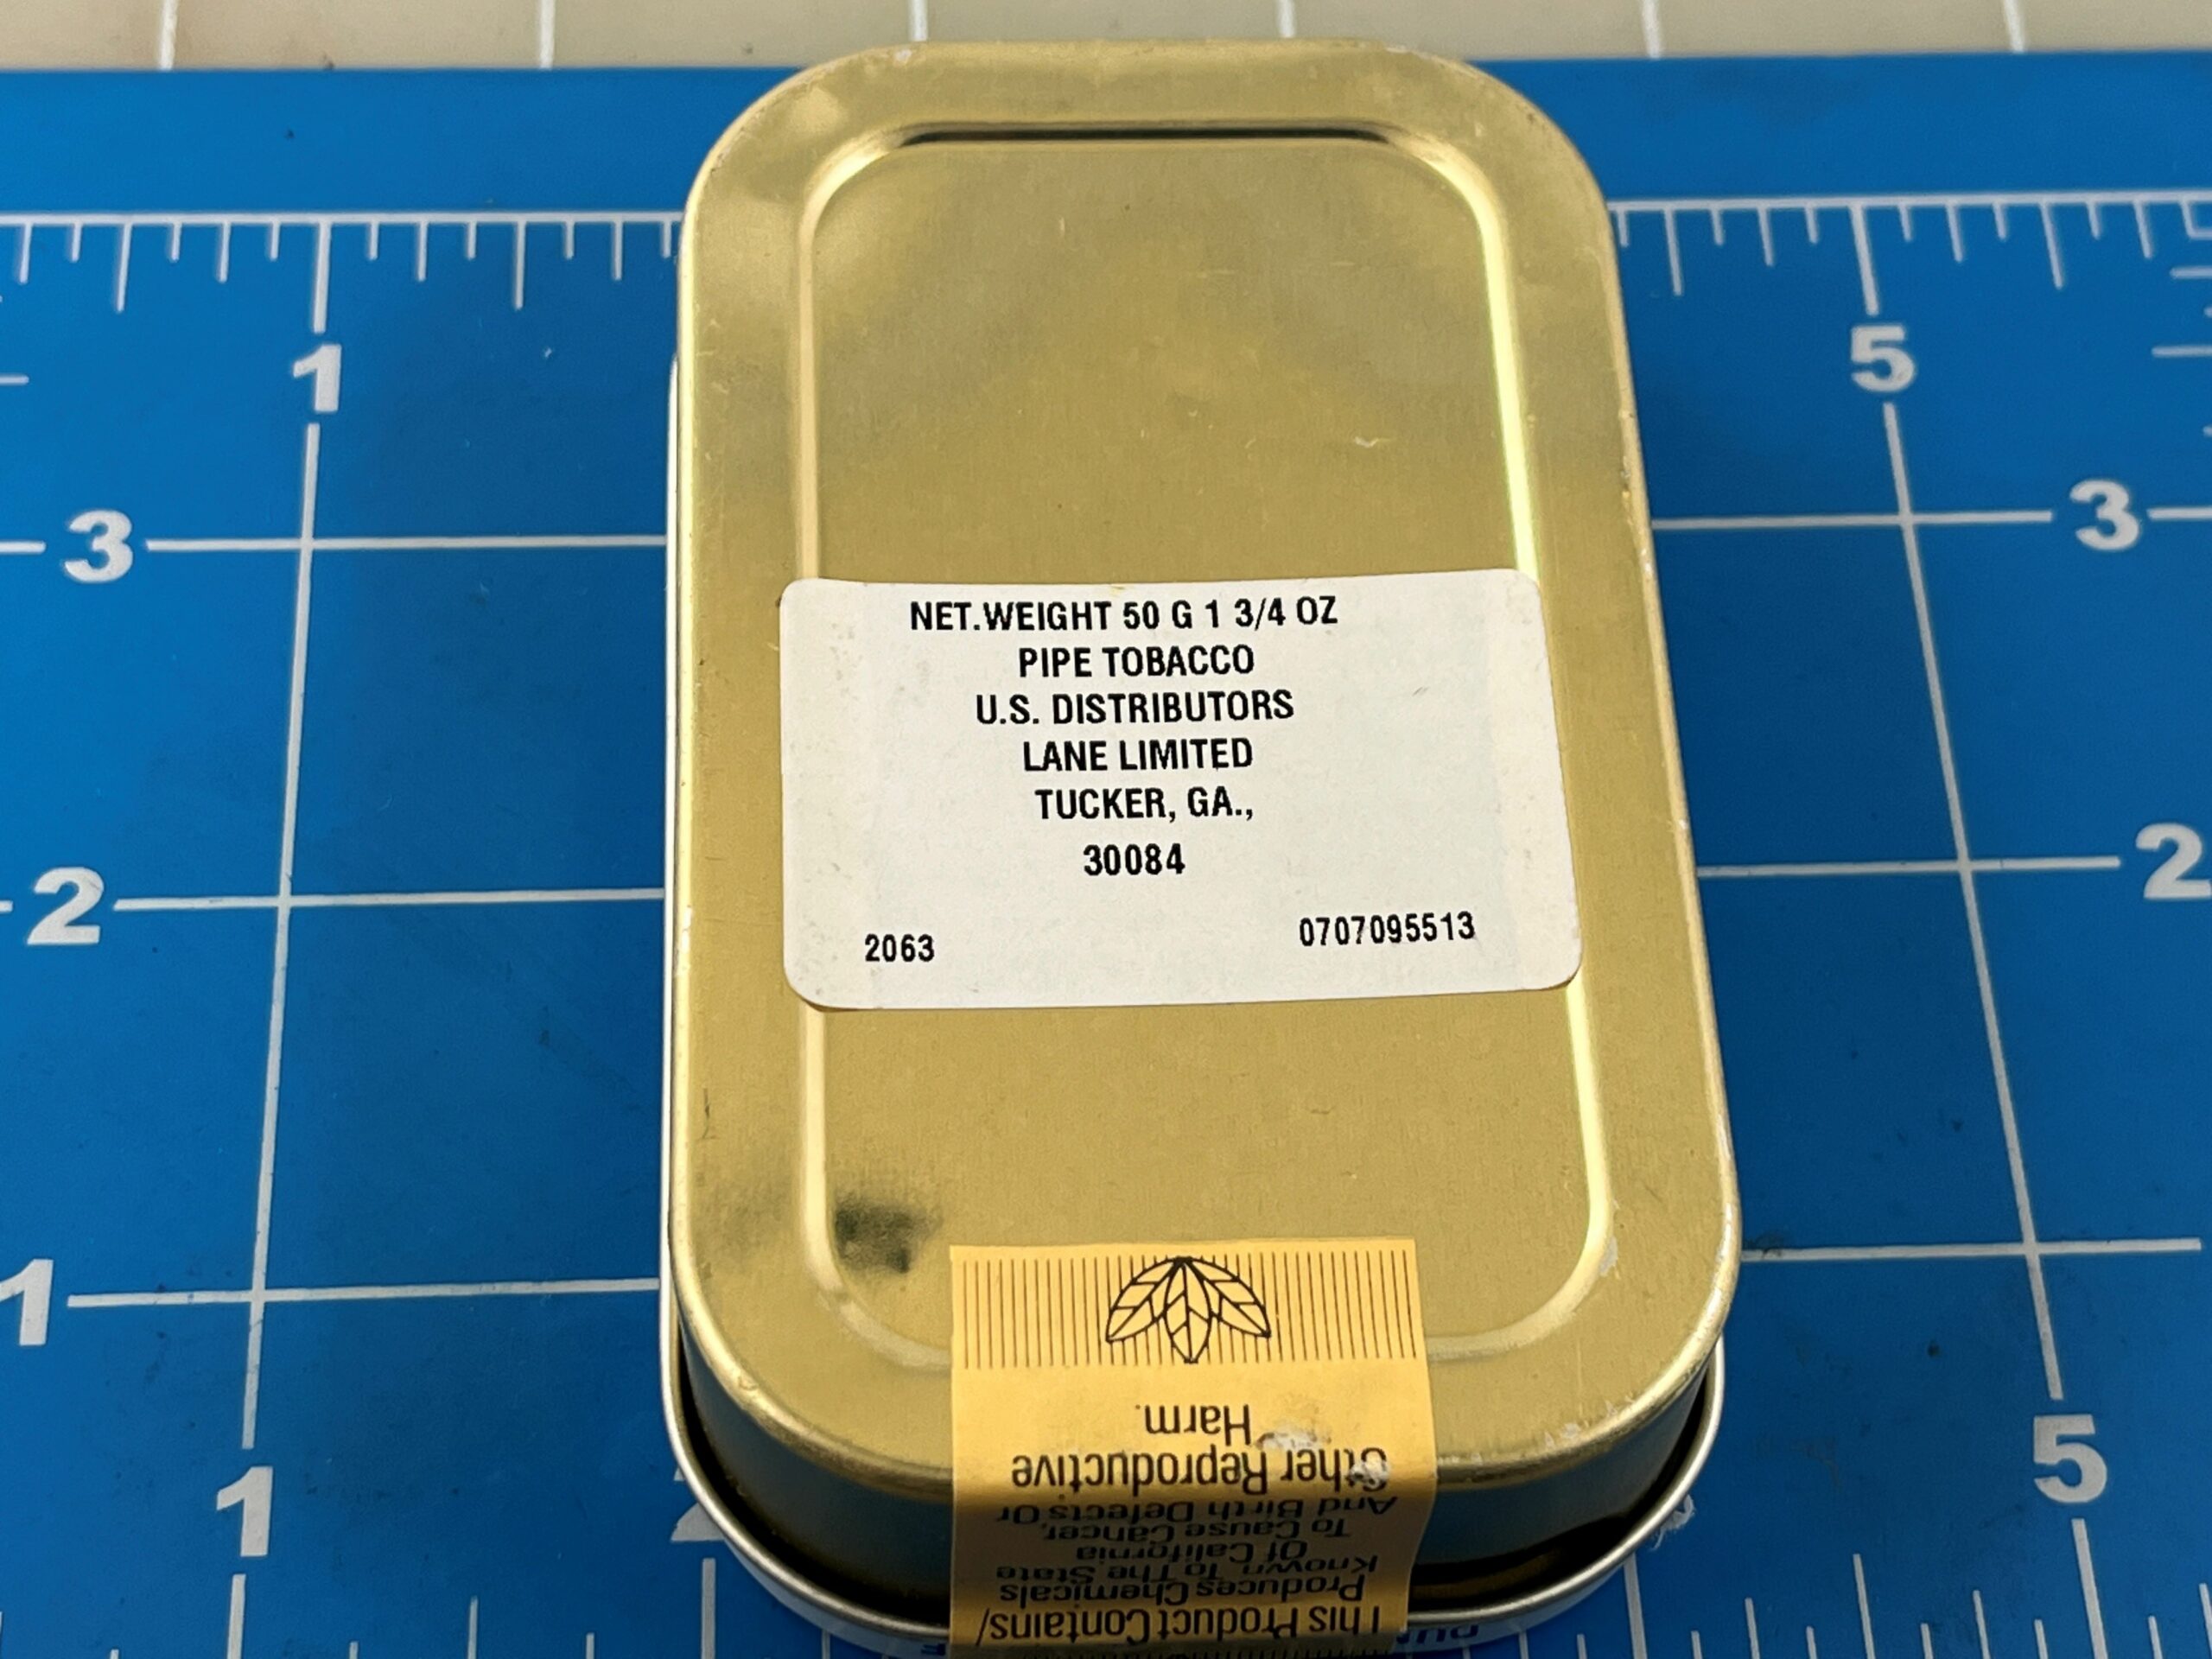 1
5
3
3
NET.WEIGHT 50 G 1 3/4 OZ
PIPE TOBACCO
U.S. DISTRIBUTORS
LANE LIMITED
TUCKER, GA.,
30084
2
2
2063
0707095513
1
1
5
This Product Contains/
Produces Chemicals
Known To The State
Of California
To Cause Cancer,
And Birth Defects Or
Other Reproductive
Harm.